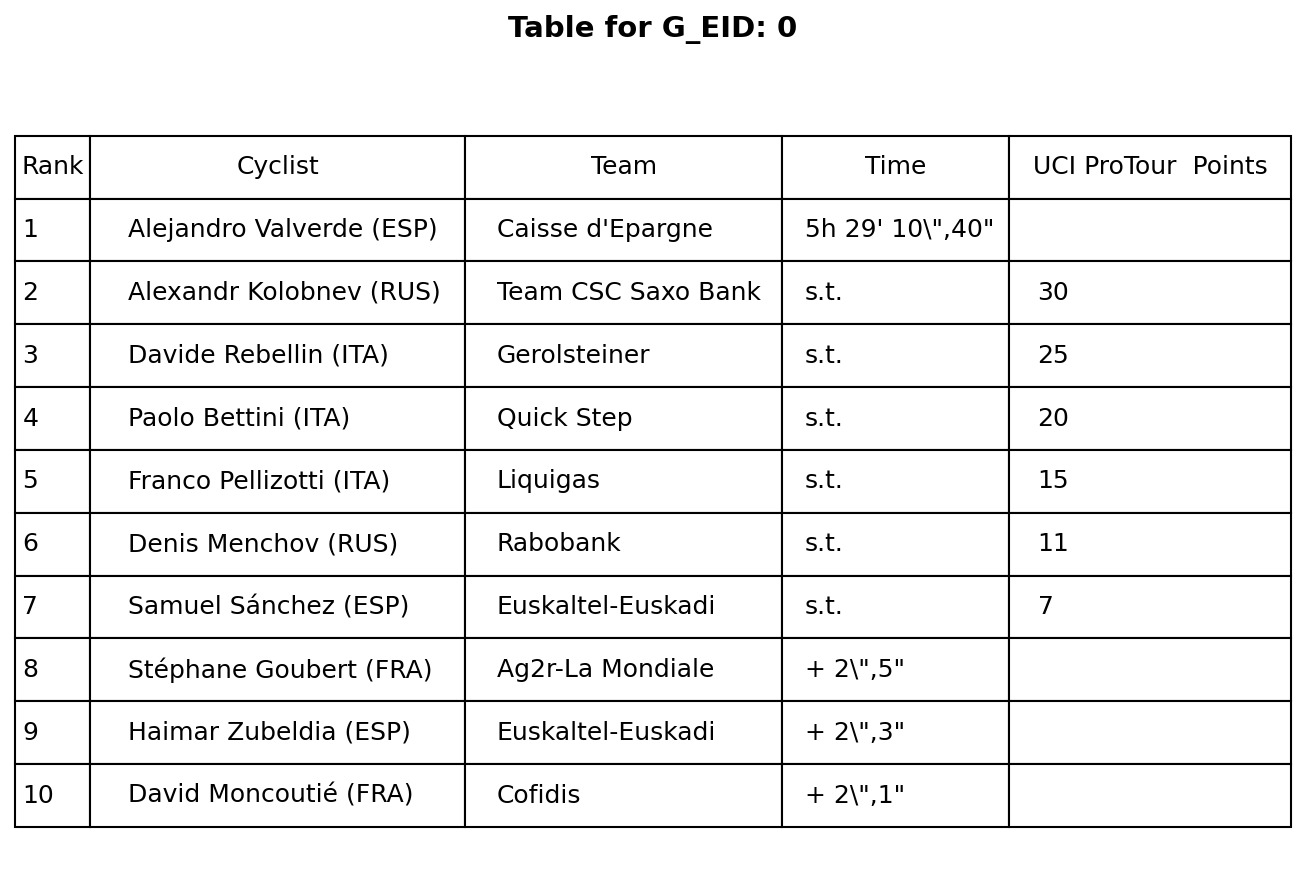 Table for G_EID: 0
Rank Cyclist Team Time UCI ProTour  Points
1 Alejandro Valverde (ESP) Caisse d'Epargne 5h 29' 10\",40"
2 Alexandr Kolobnev (RUS) Team CSC Saxo Bank s.t. 30
3 Davide Rebellin (ITA) Gerolsteiner s.t. 25
4 Paolo Bettini (ITA) Quick Step s.t. 20
5 Franco Pellizotti (ITA) Liquigas s.t. 15
6 Denis Menchov (RUS) Rabobank s.t. 11
7 Samuel Sánchez (ESP) Euskaltel-Euskadi s.t. 7
8 Stéphane Goubert (FRA) Ag2r-La Mondiale + 2\",5"
9 Haimar Zubeldia (ESP) Euskaltel-Euskadi + 2\",3"
10 David Moncoutié (FRA) Cofidis + 2\",1"